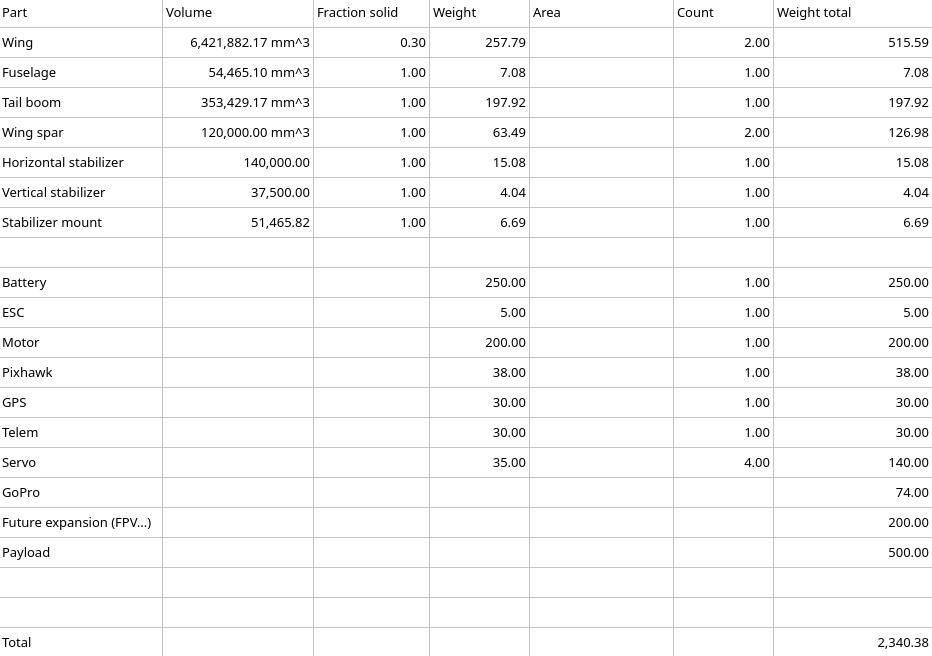 Part Volume Fraction solid Weight Area Count Weight total
Wing 6,421,882.17 mm^3 0.30 257.79 2.00 515.59
Fuselage 54,465.10 mm^3 1.00 7.08 1.00 7.08
Tail boom 353,429.17 mm^3 1.00 197.92 1.00 197.92
Wing spar 120,000.00 mm^3 1.00 63.49 2.00 126.98
Horizontal stabilizer 140,000.00 1.00 15.08 1.00 15.08
Vertical stabilizer 37,500.00 1.00 4.04 1.00 4.04
Stabilizer mount 51,465.82 1.00 6.69 1.00 6.69
Battery 250.00 1.00 250.00
ESC 5.00 1.00 5.00
Motor 200.00 1.00 200.00
Pixhawk 38.00 1.00 38.00
GPS 30.00 1.00 30.00
Telem 30.00 1.00 30.00
Servo 35.00 4.00 140.00
GoPro 74.00
Future expansion (FPV...) 200.00
Payload 500.00
Total 2,340.38